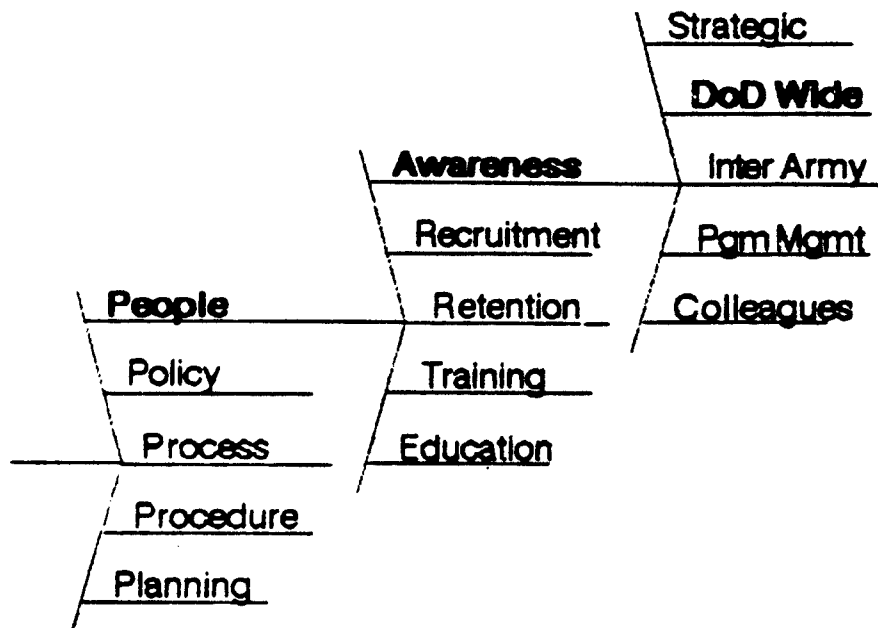 Strategic
DoD Wide
Awareness
Inter Army
Recruitment
Pgm Mgmt
People
Retention
Colleagues
Policy
Training
Process
Education
Procedure
Planning